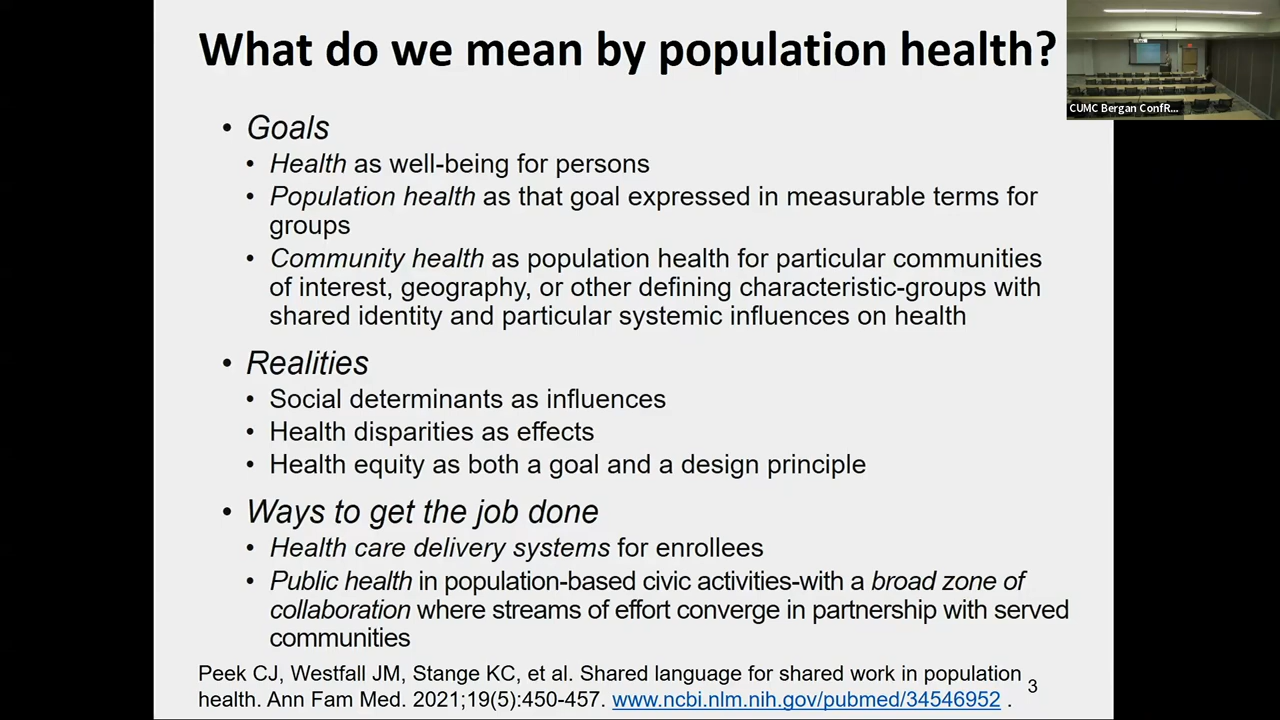 What do we mean by population health?
CUMC Bergan ConfR...
• Goals
• Health as well-being for persons
• Population health as that goal expressed in measurable terms for
groups
• Community health as population health for particular communities
of interest, geography, or other defining characteristic-groups with
shared identity and particular systemic influences on health
• Realities
• Social determinants as influences
• Health disparities as effects
• Health equity as both a goal and a design principle
• Ways to get the job done
• Health care delivery systems for enrollees
• Public health in population-based civic activities-with a broad zone of
collaboration where streams of effort converge in partnership with served
communities
Peek CJ, Westfall JM, Stange KC, et al. Shared language for shared work in population
health. Ann Fam Med. 2021;19(5):450-457. www.ncbi.nlm.nih.gov/pubmed/34546952 .
3